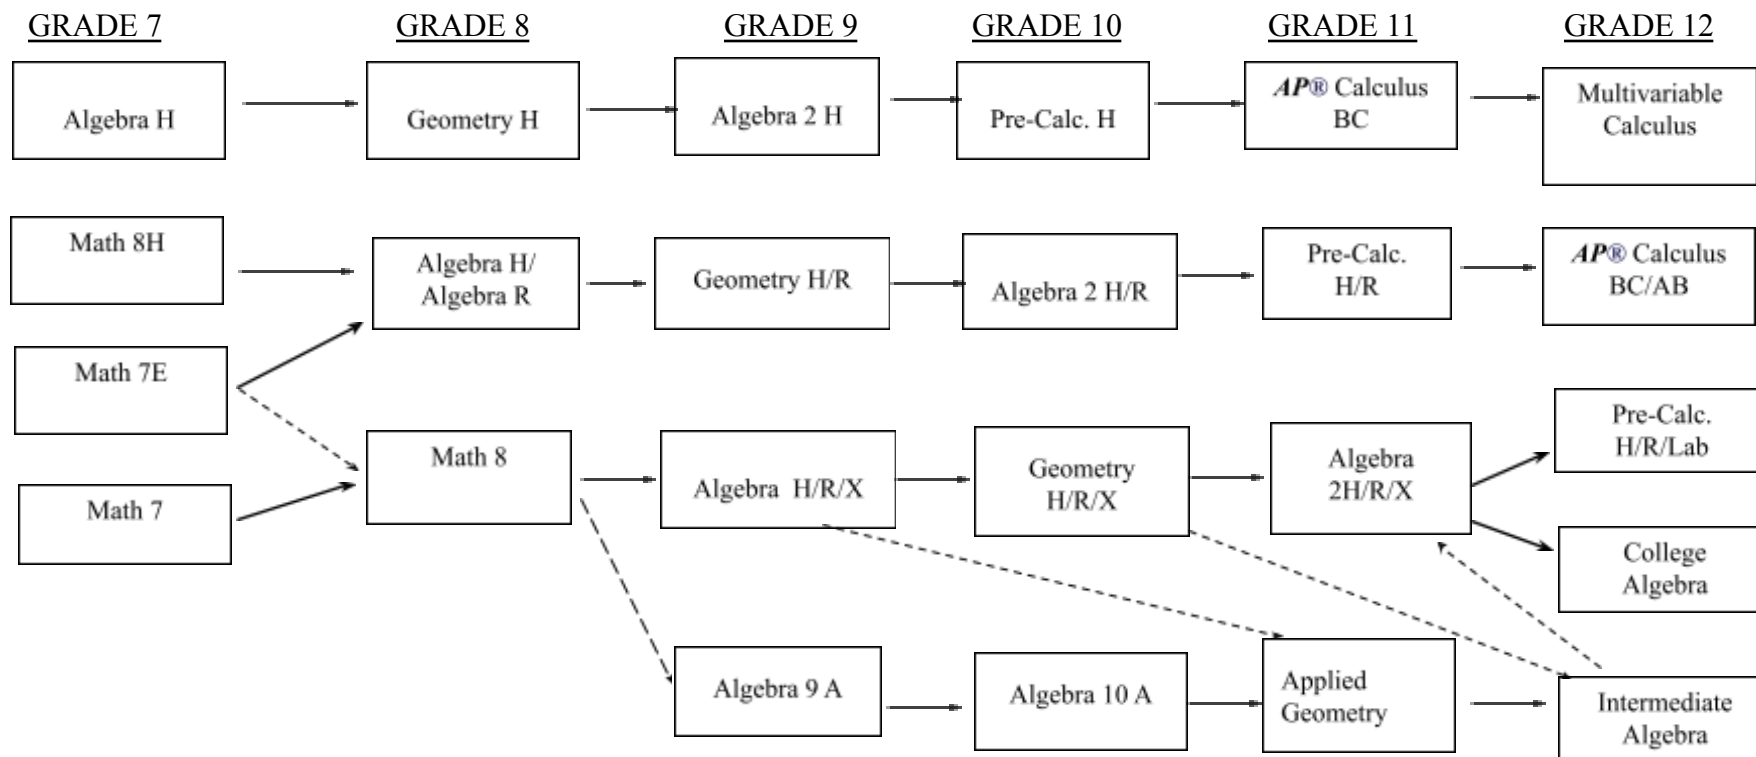 GRADE 7 GRADE 8 GRADE 9 GRADE 10 GRADE 11 GRADE 12
Algebra H
Geometry H
Algebra 2 H
Pre-Calc. H
AP® Calculus
BC
Multivariable
Calculus
Math 8H
Algebra H/
Algebra R
Geometry H/R
Algebra 2 H/R
Pre-Calc.
H/R
AP® Calculus
BC/AB
Math 7E
Math 7
Math 8
Algebra H/R/X
Geometry
H/R/X
Algebra
2H/R/X
Pre-Calc.
H/R/Lab
College
Algebra
Algebra 9 A
Algebra 10 A
Applied
Geometry
Intermediate
Algebra